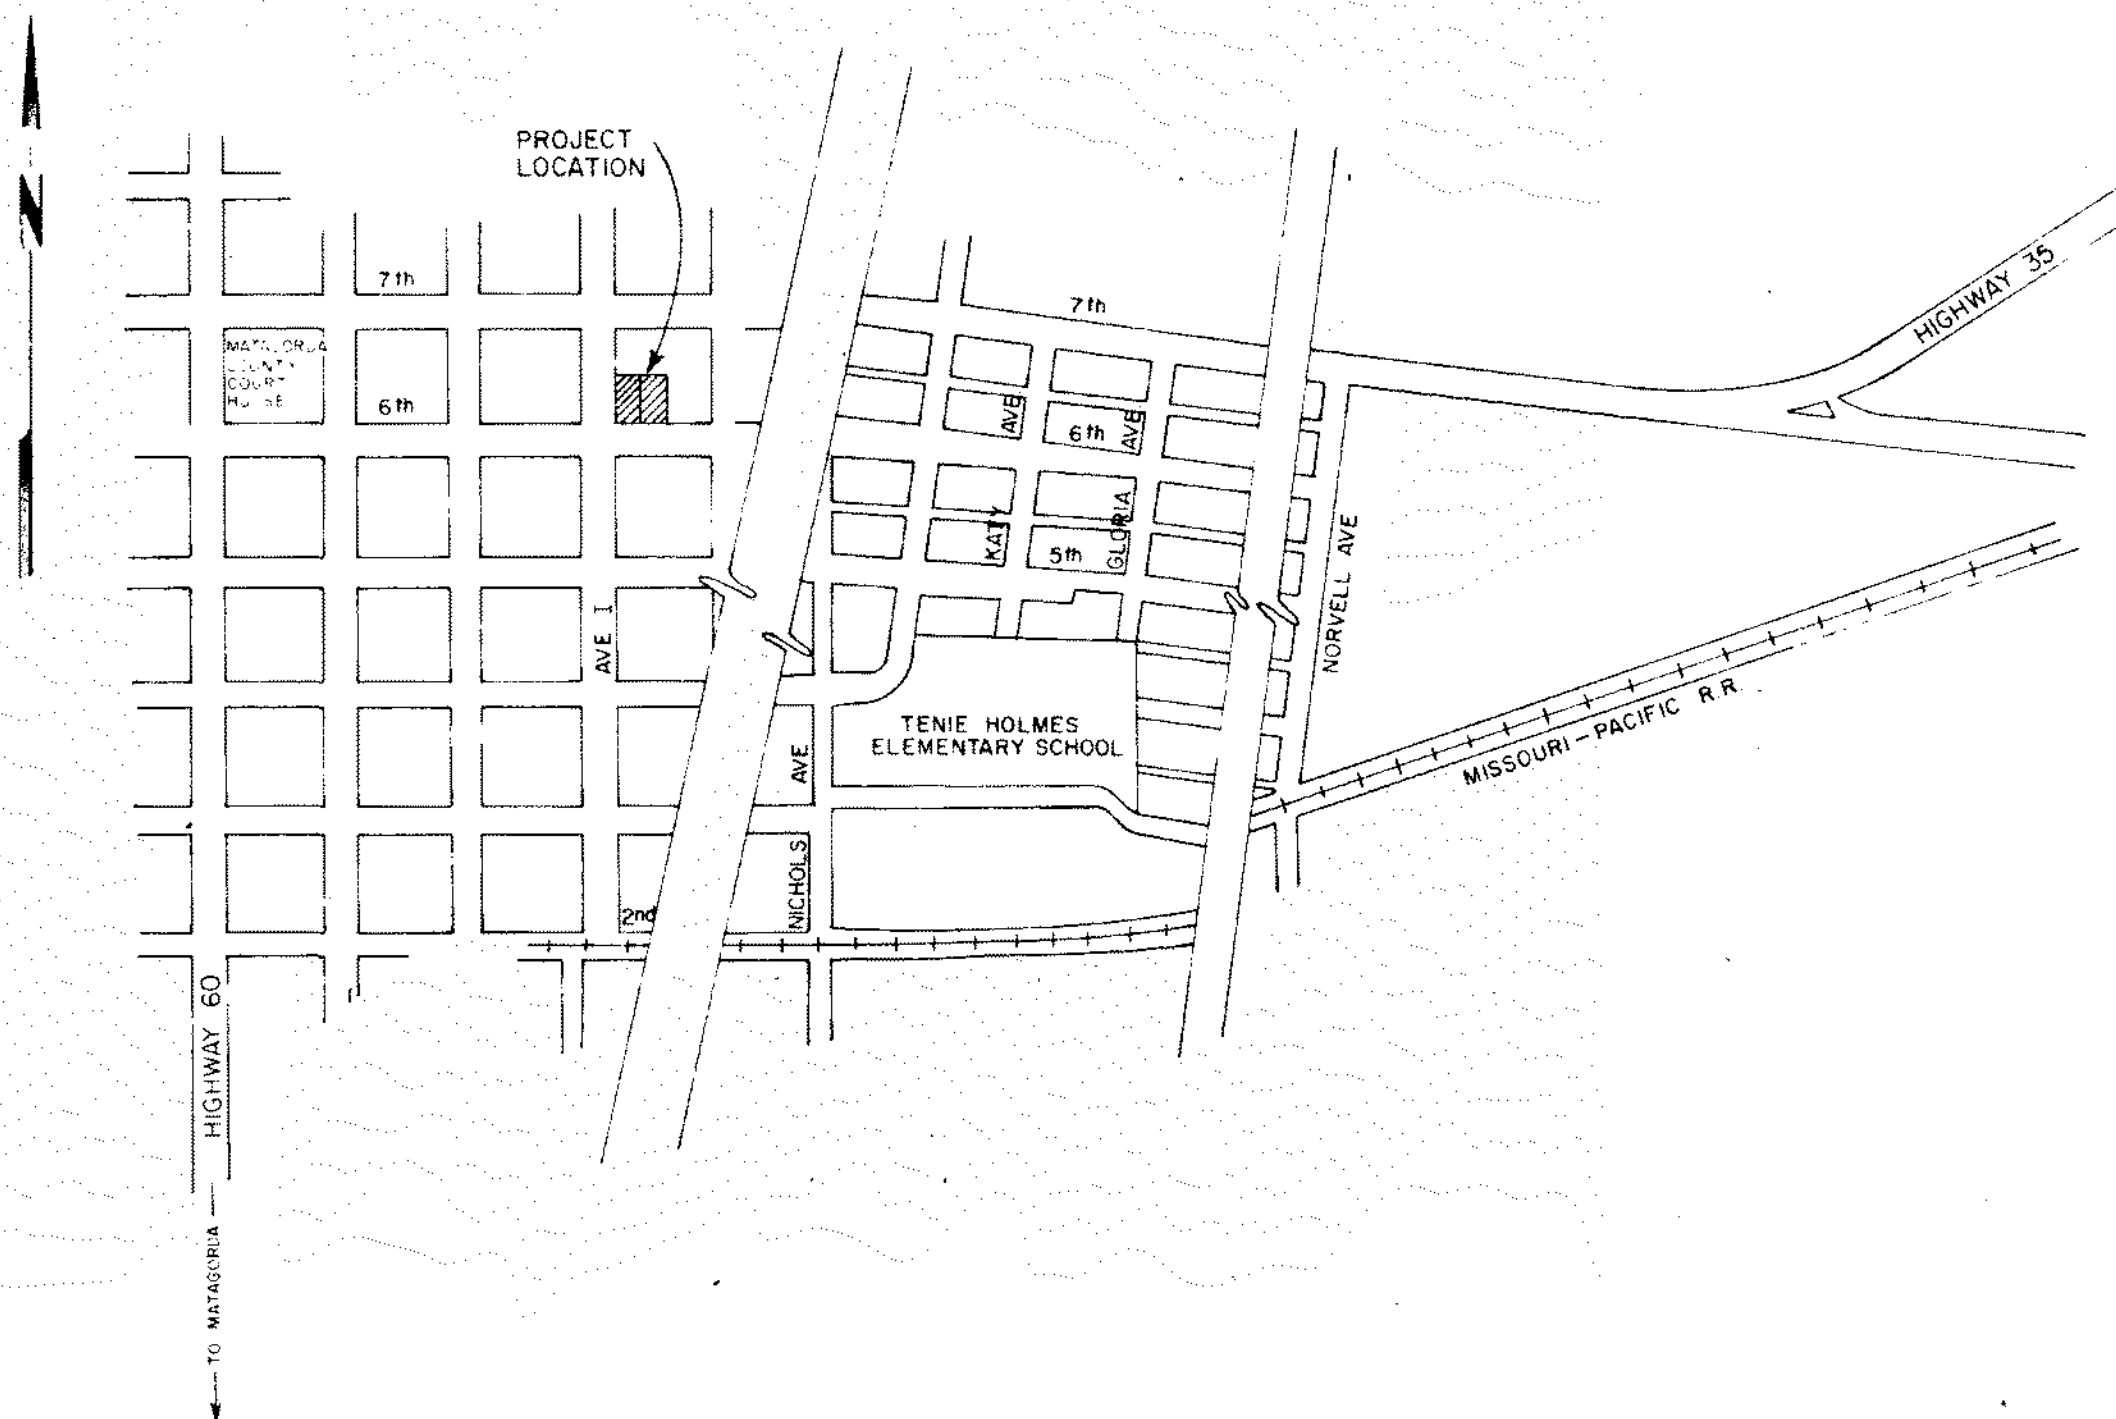 N
PROJECT
LOCATION
7th
7th
HIGHWAY 35
COURT
6th
AVE
AVE
6th
KATY
GLORIA
5th
NORVELL AVE
AVE I
TENIE HOLMES
ELEMENTARY SCHOOL
MISSOURI-PACIFIC R.R.
AVE
NICHOLS
2nd
HIGHWAY 60
TO MATAGORDA